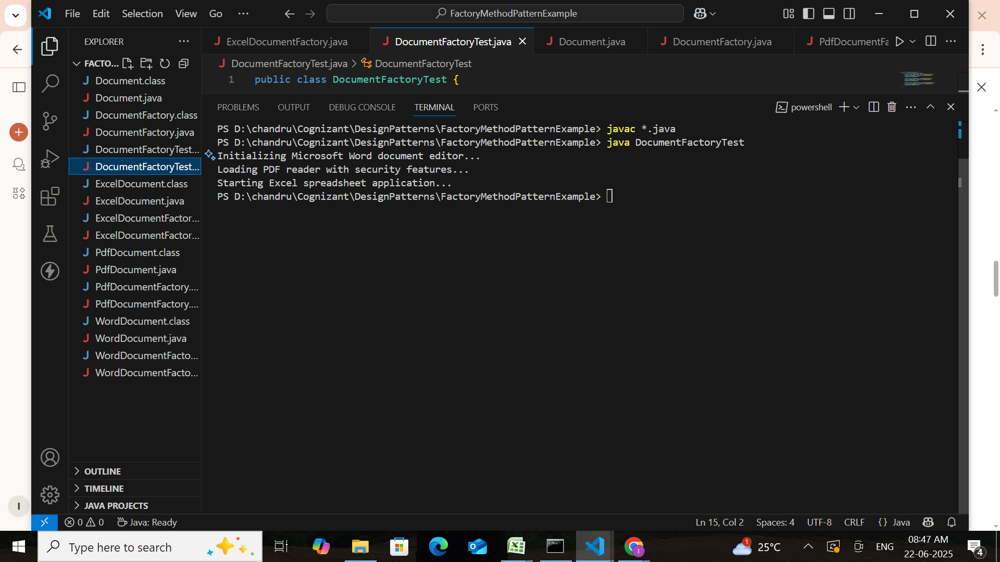 File Edit Selection View Go ···
FactoryMethodPatternExample
EXPLORER
ExcelDocumentFactory.java
DocumentFactoryTest.java
Document.java
DocumentFactory.java
PdfDocumentFa
FACTO...
DocumentFactoryTest.java > DocumentFactoryTest
1 public class DocumentFactoryTest {
Document.class
Document.java
DocumentFactory.class
DocumentFactory.java
DocumentFactoryTest...
DocumentFactoryTest...
ExcelDocument.class
ExcelDocument.java
ExcelDocumentFactor...
ExcelDocumentFactor...
PdfDocument.class
PdfDocument.java
PdfDocumentFactory....
PdfDocumentFactory....
WordDocument.class
WordDocument.java
WordDocumentFacto...
WordDocumentFacto...
OUTLINE
TIMELINE
JAVA PROJECTS
PROBLEMS OUTPUT DEBUG CONSOLE TERMINAL PORTS
powershell
PS D:\chandru\Cognizant\DesignPatterns\FactoryMethodPatternExample> javac *.java
PS D:\chandru\Cognizant\DesignPatterns\FactoryMethodPatternExample> java DocumentFactoryTest
Initializing Microsoft Word document editor...
Loading PDF reader with security features...
Starting Excel spreadsheet application...
PS D:\chandru\Cognizant\DesignPatterns\FactoryMethodPatternExample>
I
0 0 Java: Ready
Ln 15, Col 2 Spaces: 4 UTF-8 CRLF {} Java
Type here to search
1
25°C
ENG
08:47 AM
22-06-2025
4